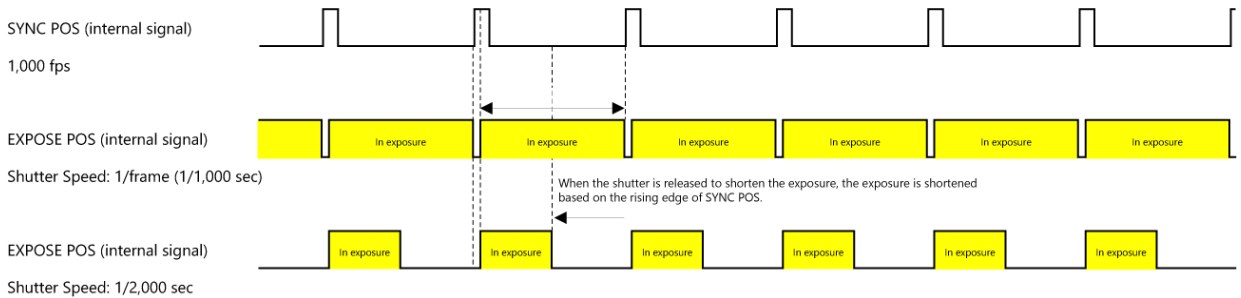 SYNC POS (internal signal)
1,000 fps
EXPOSE POS (internal signal)
In exposure
In exposure
In exposure
In exposure
In exposure
In exposure
Shutter Speed: 1/frame (1/1,000 sec)
When the shutter is released to shorten the exposure, the exposure is shortened
based on the rising edge of SYNC POS.
EXPOSE POS (internal signal)
In exposure
In exposure
In exposure
In exposure
In exposure
In exposure
Shutter Speed: 1/2,000 sec